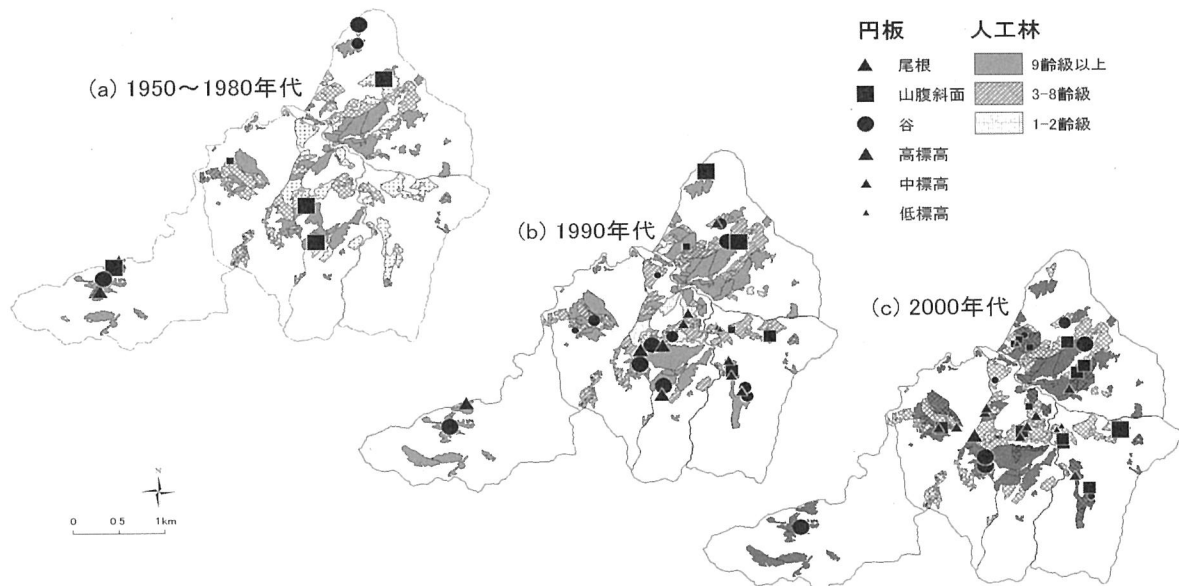 (a) 1950～1980年代
(b) 1990年代
(c) 2000年代
円板
尾根
山腹斜面
谷
高標高
中標高
低標高
人工林
9齢級以上
3-8齢級
1-2齢級
N
0 05 1km